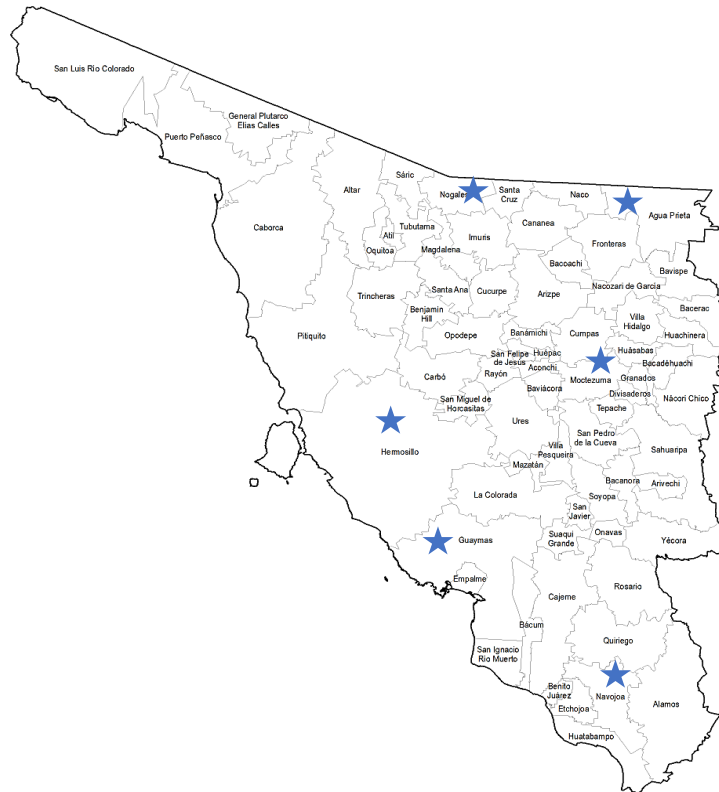 San Luis Río Colorado
General Plutarco
Elías Calles
Puerto Peñasco
Sáric
Nogales
Santa
Cruz
Naco
Agua Prieta
Altar
Caborca
Tubutama
Atil
Oquitoa
Magdalena
Imuris
Cananea
Fronteras
Bacoachi
Bavispe
Nacozari de García
Santa Ana
Cucurpe
Arizpe
Trincheras
Benjamín
Hill
Bacerac
Villa
Hidalgo
Pitiquito
Opodepe
Banámichi
Cumpas
Huachinera
San Felipe
de Jesús
Huépac
Huásabas
Rayón
Aconchi
Bacadéhuachi
Carbó
Baviácora
Moctezuma
Granados
Divisaderos
Nácori Chico
San Miguel de
Horcasitas
Tepache
Ures
San Pedro
de la Cueva
Hermosillo
Villa
Pesqueira
Sahuaripa
Mazatán
Bacanora
Arivechi
La Colorada
Soyopa
San
Javier
Guaymas
Suaqui
Grande
Onavas
Yécora
Empalme
Cajeme
Rosario
Bácum
Quiriego
San Ignacio
Río Muerto
Benito
Juárez
Navojoa
Etchojoa
Alamos
Huatabampo